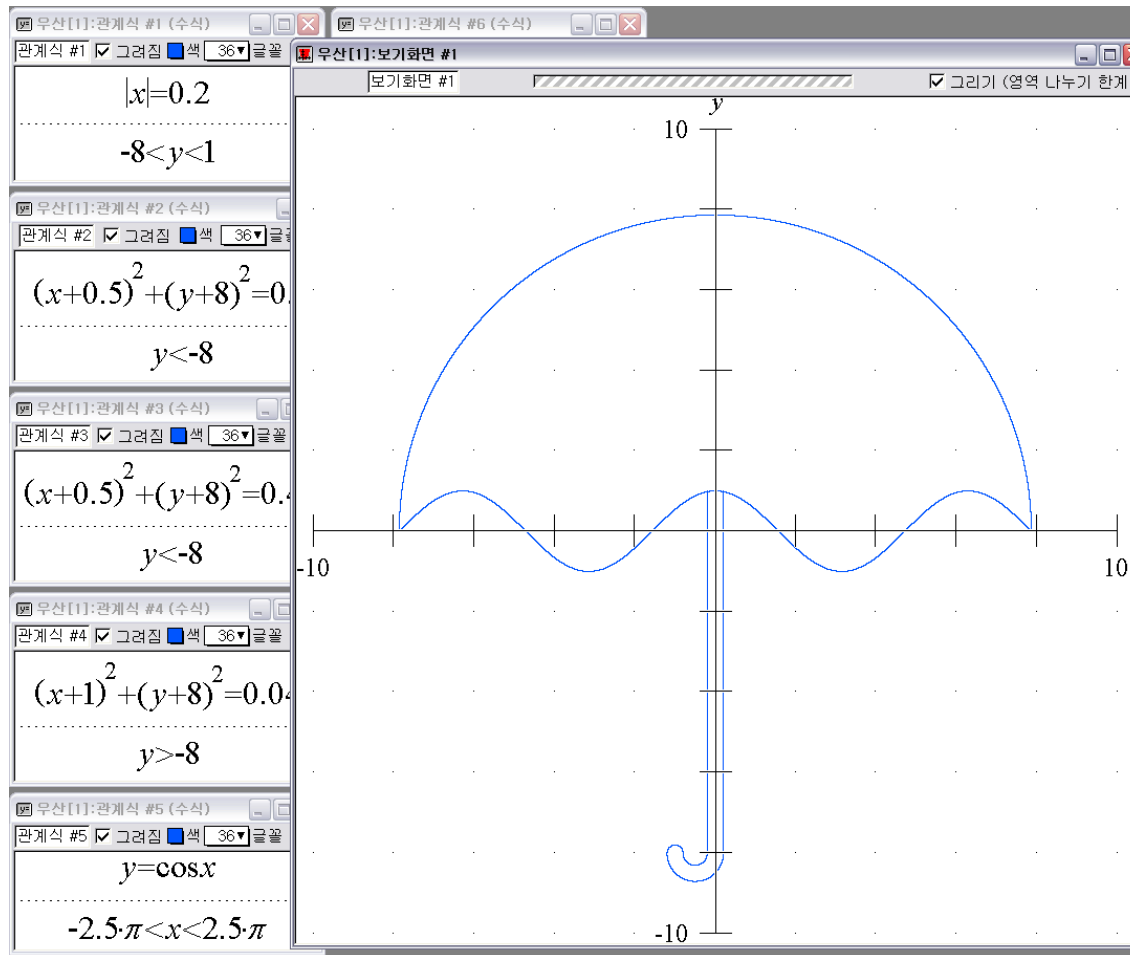 우산[1]:관계식 #1 (수식)
관계식 #1 그려짐 색 36▼ 글꼴
|x|=0.2
-8<y<1
우산[1]:관계식 #2 (수식)
관계식 #2 그려짐 색 36▼
(x+0.5)²+(y+8)²=0.
y<-8
우산[1]:관계식 #3 (수식)
관계식 #3 그려짐 색 36▼ 글꼴
(x+0.5)²+(y+8)²=0.
y<-8
우산[1]:관계식 #4 (수식)
관계식 #4 그려짐 색 36▼ 글꼴
(x+1)²+(y+8)²=0.04
y>-8
우산[1]:관계식 #5 (수식)
관계식 #5 그려짐 색 36▼ 글꼴
y=cosx
-2.5·π<x<2.5·π
우산[1]:관계식 #6 (수식)
우산[1]:보기화면 #1
보기화면 #1 그리기 (영역 나누기 한계
y
10
-10
10
-10